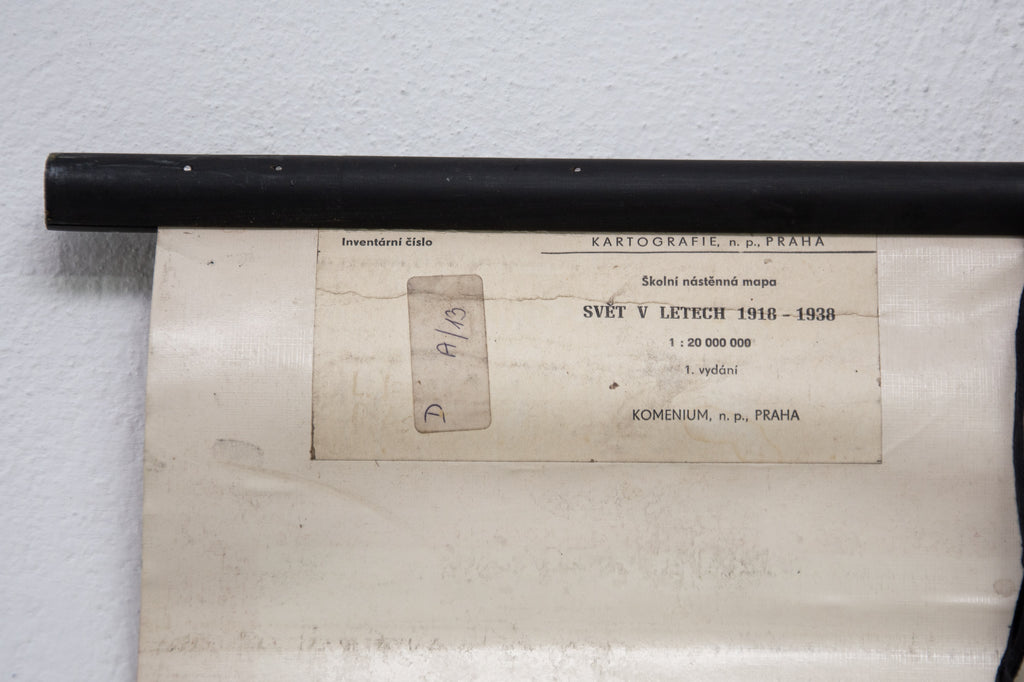 Inventární číslo
D A/13
KARTOGRAFIE, n. p., PRAHA
Školní nástěnná mapa
SVĚT V LETECH 1918 – 1938
1 : 20 000 000
1. vydání
KOMENIUM, n. p., PRAHA